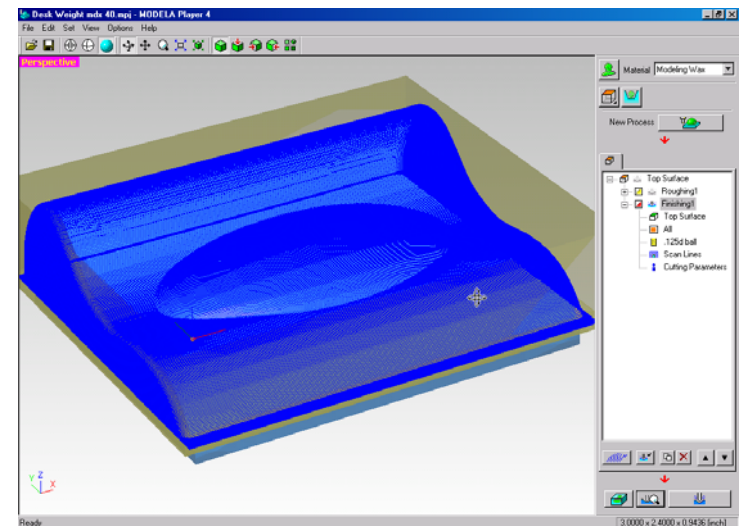 Desk Weight mdx 40.mpj - MODELA Player 4
File Edit Set View Options Help
Perspective
Material Modeling Wax
New Process
Top Surface
Roughing1
Finishing1
Top Surface
All
.125d ball
Scan Lines
Cutting Parameters
Z
Y X
Ready 3.0000 x 2.4000 x 0.9436 [inch]